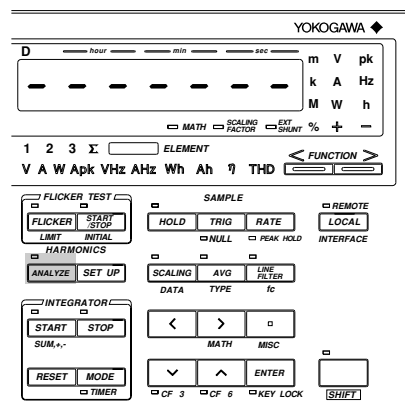 YOKOGAWA
D hour min sec m V pk
k A Hz
M W h
MATH SCALING FACTOR EXT SHUNT % + −
1 2 3 Σ ELEMENT
< FUNCTION >
V A W Apk VHz AHz Wh Ah η THD
FLICKER TEST SAMPLE REMOTE
FLICKER START /STOP HOLD TRIG RATE LOCAL
LIMIT INITIAL NULL PEAK HOLD INTERFACE
HARMONICS
ANALYZE SET UP SCALING AVG LINE FILTER
DATA TYPE fc
INTEGRATOR
START STOP < >
SUM,+,- MATH MISC
RESET MODE ENTER
TIMER CF 3 CF 6 KEY LOCK SHIFT